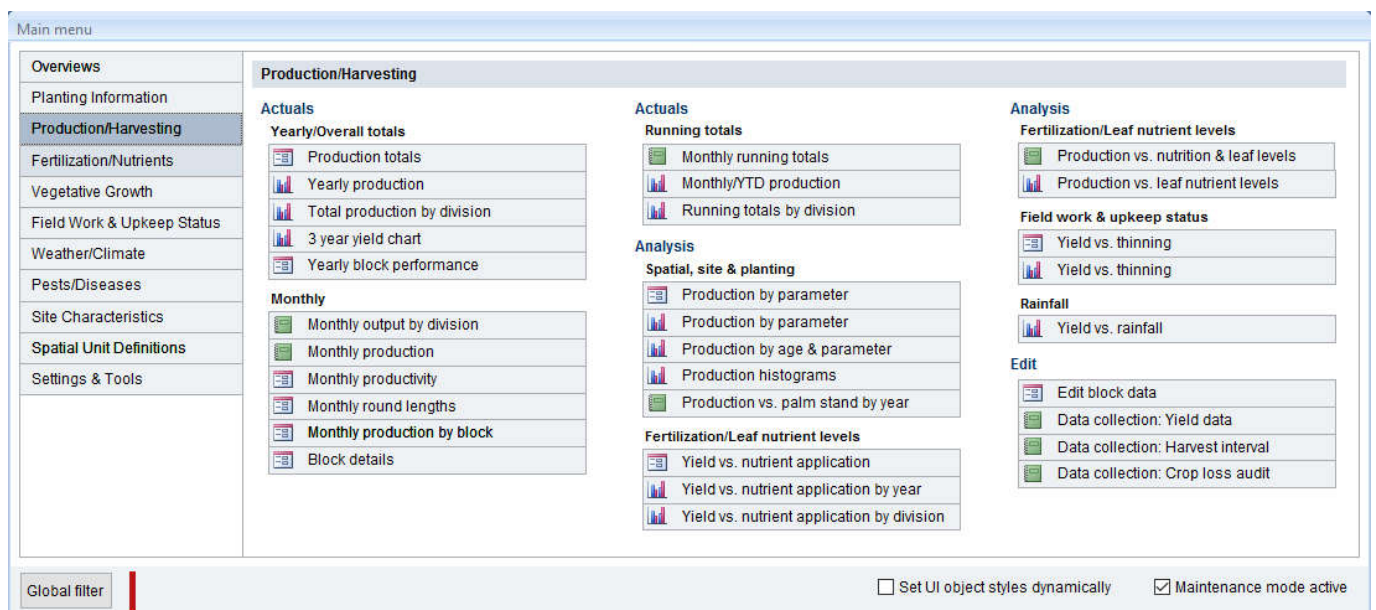 Main menu
Overviews
Planting Information
Production/Harvesting
Fertilization/Nutrients
Vegetative Growth
Field Work & Upkeep Status
Weather/Climate
Pests/Diseases
Site Characteristics
Spatial Unit Definitions
Settings & Tools
Production/Harvesting
Actuals
Yearly/Overall totals
Production totals
Yearly production
Total production by division
3 year yield chart
Yearly block performance
Monthly
Monthly output by division
Monthly production
Monthly productivity
Monthly round lengths
Monthly production by block
Block details
Actuals
Running totals
Monthly running totals
Monthly/YTD production
Running totals by division
Analysis
Spatial, site & planting
Production by parameter
Production by parameter
Production by age & parameter
Production histograms
Production vs. palm stand by year
Fertilization/Leaf nutrient levels
Yield vs. nutrient application
Yield vs. nutrient application by year
Yield vs. nutrient application by division
Analysis
Fertilization/Leaf nutrient levels
Production vs. nutrition & leaf levels
Production vs. leaf nutrient levels
Field work & upkeep status
Yield vs. thinning
Yield vs. thinning
Rainfall
Yield vs. rainfall
Edit
Edit block data
Data collection: Yield data
Data collection: Harvest interval
Data collection: Crop loss audit
Global filter
Set UI object styles dynamically
Maintenance mode active